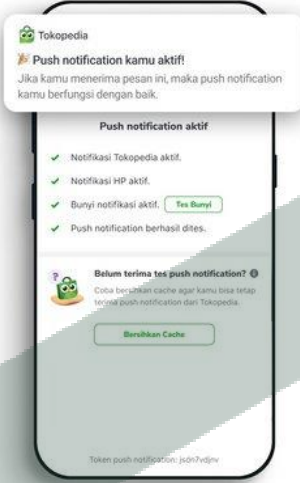 Tokopedia
🎉 Push notification kamu aktif!
Jika kamu menerima pesan ini, maka push notification
kamu berfungsi dengan baik.
Push notification aktif
✓ Notifikasi Tokopedia aktif.
✓ Notifikasi HP aktif.
✓ Bunyi notifikasi aktif. Tes Bunyi
✓ Push notification berhasil dites.
?
Belum terima tes push notification?
Coba bersihkan cache agar kamu bisa tetap
terima push notification dari Tokopedia.
Bersihkan Cache
Token push notification: json7vdjnv